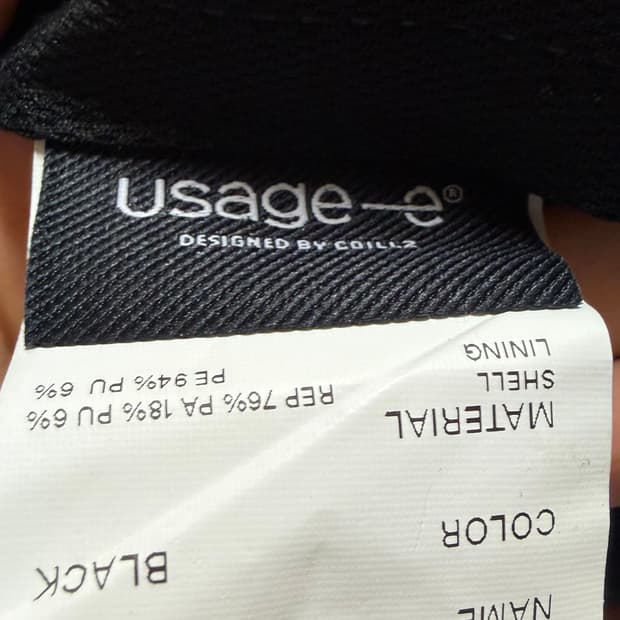 usage-e®
DESIGNED BY COILLZ
NAME
COLOR BLACK
MATERIAL
SHELL REP 76% PA 18% PU 6%
LINING PE 94% PU 6%